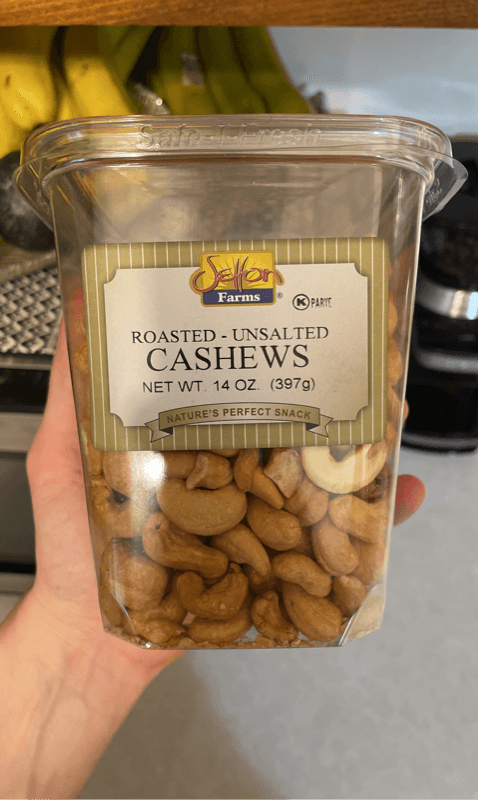 Safe-T-Fresh
Setton
Farms ®
K PARVE
ROASTED - UNSALTED
CASHEWS
NET WT. 14 OZ. (397g)
NATURE'S PERFECT SNACK